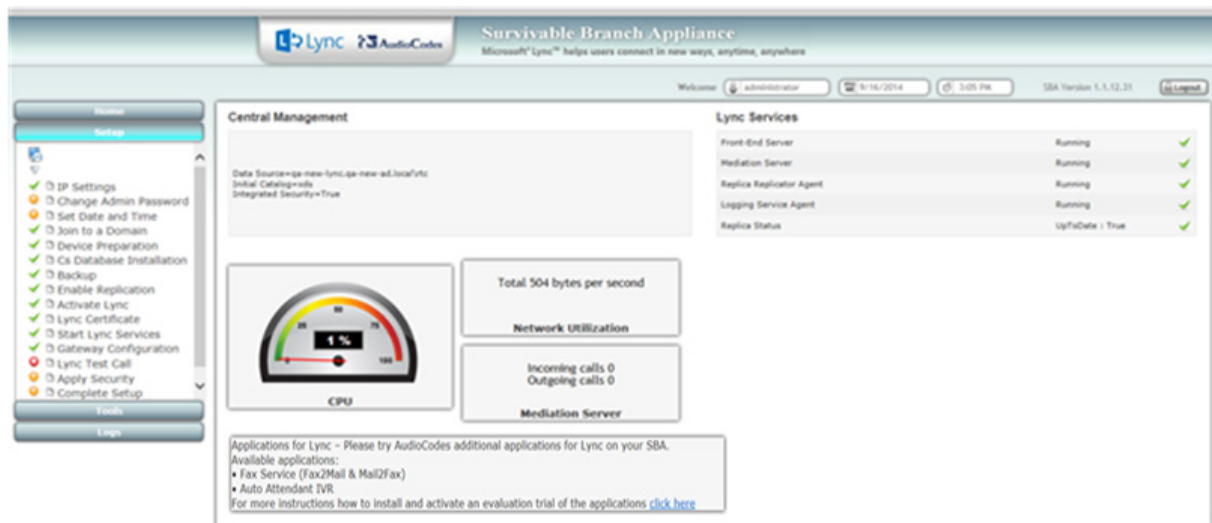 Lync AudioCodes
Survivable Branch Appliance
Microsoft® Lync™ helps users connect in new ways, anytime, anywhere
Welcome administrator 9/16/2014 3:05 PM SBA Version 1.1.12.31 Logout
Home
Setup
IP Settings
Change Admin Password
Set Date and Time
Join to a Domain
Device Preparation
Cs Database Installation
Backup
Enable Replication
Activate Lync
Lync Certificate
Start Lync Services
Gateway Configuration
Lync Test Call
Apply Security
Complete Setup
Tools
Logs
Central Management
Data Source=qa-new-lync.qa-new-ad.local\rtc
Initial Catalog=xds
Integrated Security=True
Lync Services
Front-End Server Running
Mediation Server Running
Replica Replicator Agent Running
Logging Service Agent Running
Replica Status UpToDate : True
0 25 50 75 100
1 %
CPU
Total 504 bytes per second
Network Utilization
Incoming calls 0
Outgoing calls 0
Mediation Server
Applications for Lync – Please try AudioCodes additional applications for Lync on your SBA.
Available applications:
• Fax Service (Fax2Mail & Mail2Fax)
• Auto Attendant IVR
For more instructions how to install and activate an evaluation trial of the applications click here